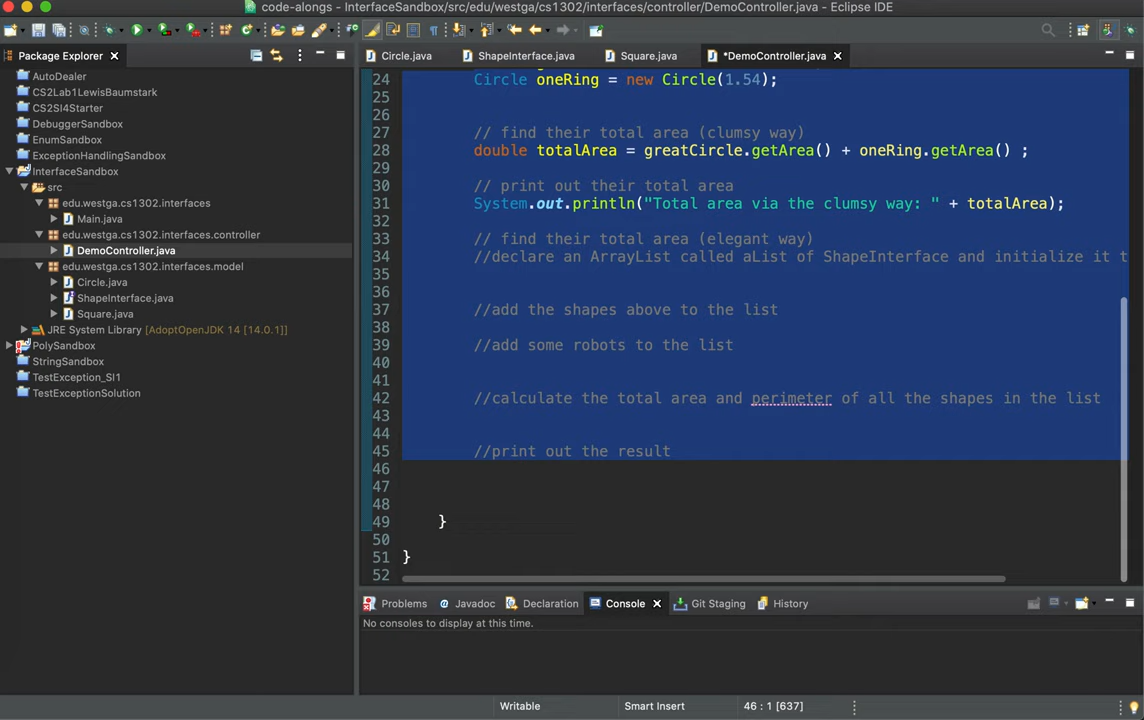 code-alongs - InterfaceSandbox/src/edu/westga/cs1302/interfaces/controller/DemoController.java - Eclipse IDE
Package Explorer
Circle.java
ShapeInterface.java
Square.java
*DemoController.java
AutoDealer
CS2Lab1LewisBaumstark
CS2SI4Starter
DebuggerSandbox
EnumSandbox
ExceptionHandlingSandbox
InterfaceSandbox
src
edu.westga.cs1302.interfaces
Main.java
edu.westga.cs1302.interfaces.controller
DemoController.java
edu.westga.cs1302.interfaces.model
Circle.java
ShapeInterface.java
Square.java
JRE System Library [AdoptOpenJDK 14 [14.0.1]]
PolySandbox
StringSandbox
TestException_SI1
TestExceptionSolution
24 Circle oneRing = new Circle(1.54);
25
26
27 // find their total area (clumsy way)
28 double totalArea = greatCircle.getArea() + oneRing.getArea() ;
29
30 // print out their total area
31 System.out.println("Total area via the clumsy way: " + totalArea);
32
33 // find their total area (elegant way)
34 //declare an ArrayList called aList of ShapeInterface and initialize it t
35
36
37 //add the shapes above to the list
38
39 //add some robots to the list
40
41
42 //calculate the total area and perimeter of all the shapes in the list
43
44
45 //print out the result
46
47
48
49 }
50
51 }
52
Problems
Javadoc
Declaration
Console
Git Staging
History
No consoles to display at this time.
Writable
Smart Insert
46 : 1 [637]